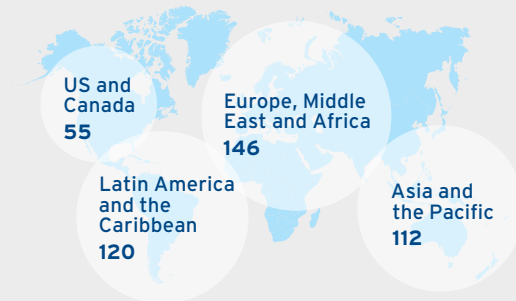 US and
Canada
55
Europe, Middle
East and Africa
146
Latin America
and the
Caribbean
120
Asia and
the Pacific
112